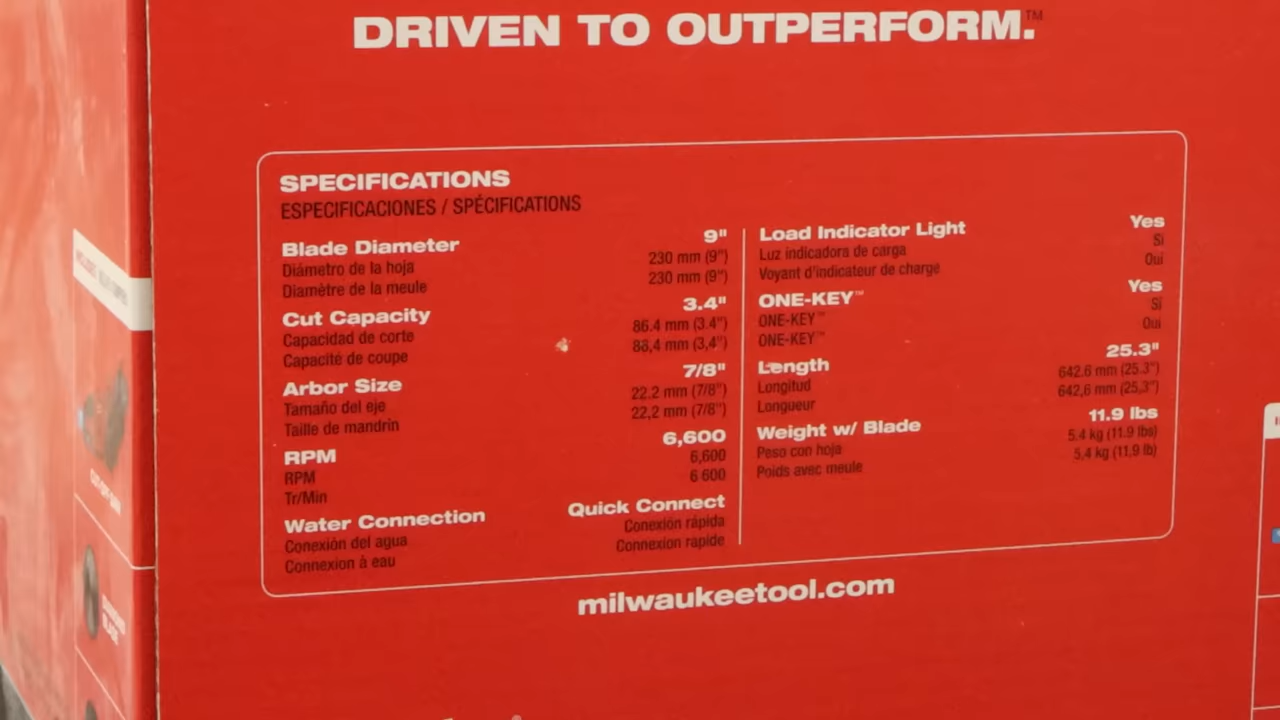 DRIVEN TO OUTPERFORM.™
SPECIFICATIONS
ESPECIFICACIONES / SPÉCIFICATIONS
Blade Diameter 9"
Diámetro de la hoja 230 mm (9")
Diamètre de la meule 230 mm (9")
Cut Capacity 3.4"
Capacidad de corte 86.4 mm (3.4")
Capacité de coupe 86,4 mm (3,4")
Arbor Size 7/8"
Tamaño del eje 22.2 mm (7/8")
Taille de mandrin 22,2 mm (7/8")
RPM 6,600
RPM 6,600
Tr/Min 6 600
Water Connection Quick Connect
Conexión del agua Conexión rápida
Connexion à eau Connexion rapide
Load Indicator Light Yes
Luz indicadora de carga Sí
Voyant d'indicateur de charge Oui
ONE-KEY™ Yes
ONE-KEY™ Sí
ONE-KEY™ Oui
Length 25.3"
Longitud 642.6 mm (25.3")
Longueur 642,6 mm (25,3")
Weight w/ Blade 11.9 lbs
Peso con hoja 5.4 kg (11.9 lbs)
Poids avec meule 5,4 kg (11,9 lb)
milwaukeetool.com